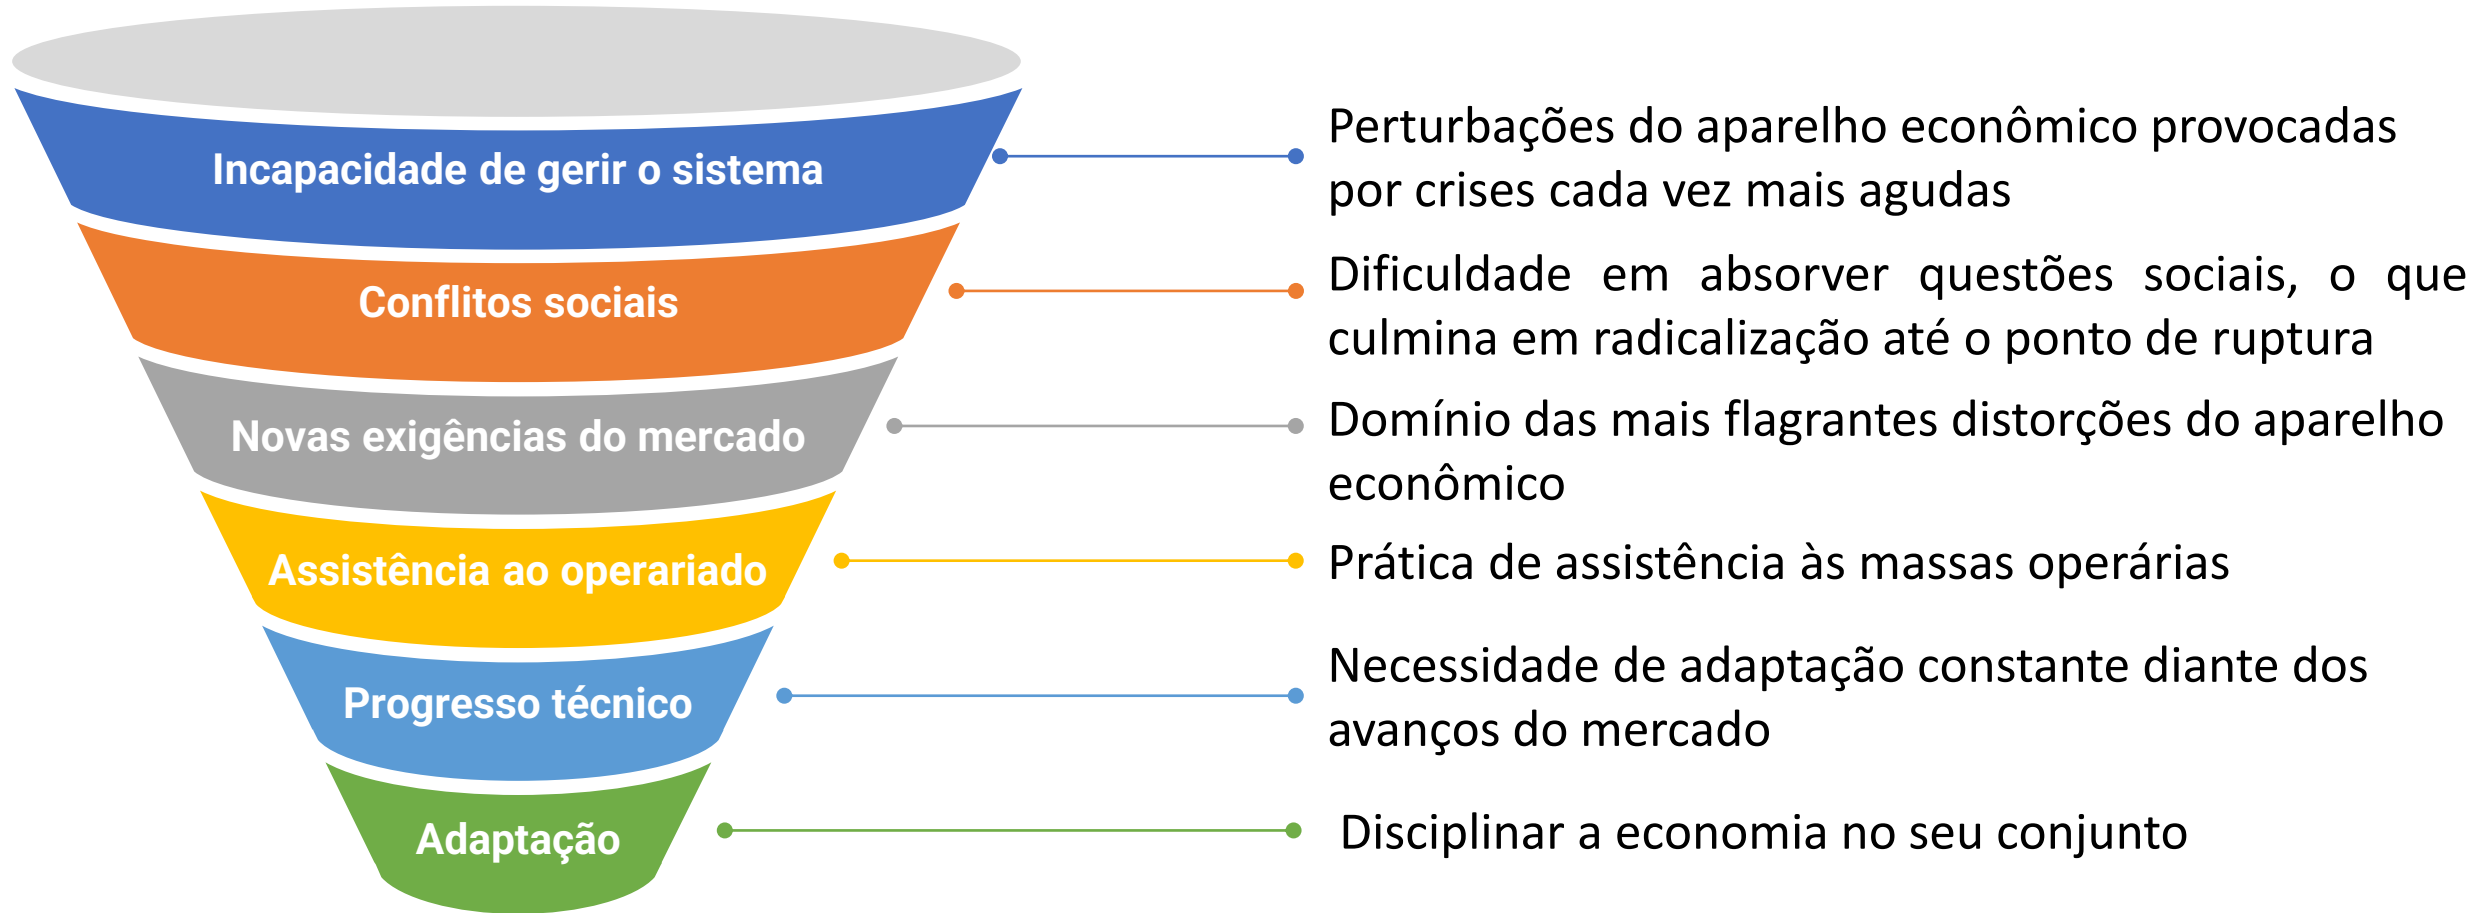 Incapacidade de gerir o sistema
Perturbações do aparelho econômico provocadas
por crises cada vez mais agudas
Conflitos sociais
Dificuldade em absorver questões sociais, o que
culmina em radicalização até o ponto de ruptura
Novas exigências do mercado
Domínio das mais flagrantes distorções do aparelho
econômico
Assistência ao operariado
Prática de assistência às massas operárias
Progresso técnico
Necessidade de adaptação constante diante dos
avanços do mercado
Adaptação
Disciplinar a economia no seu conjunto